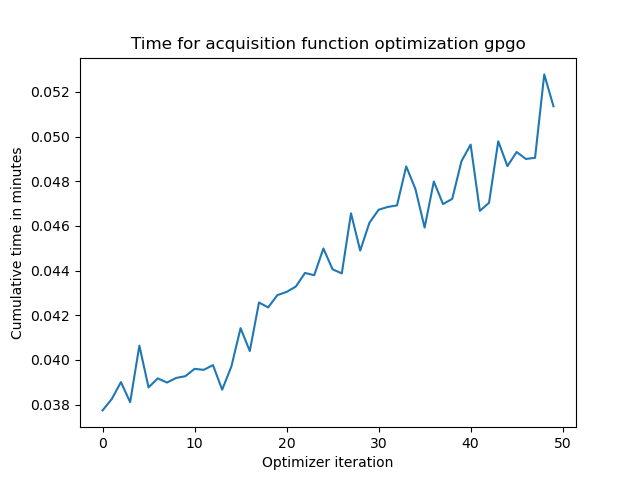 Time for acquisition function optimization gpgo
Cumulative time in minutes
0.052
0.050
0.048
0.046
0.044
0.042
0.040
0.038
0 10 20 30 40 50
Optimizer iteration